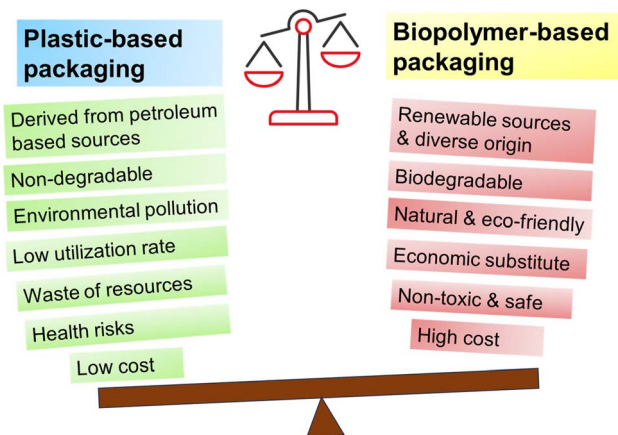 Plastic-based
packaging
Derived from petroleum
based sources
Non-degradable
Environmental pollution
Low utilization rate
Waste of resources
Health risks
Low cost
Biopolymer-based
packaging
Renewable sources
& diverse origin
Biodegradable
Natural & eco-friendly
Economic substitute
Non-toxic & safe
High cost